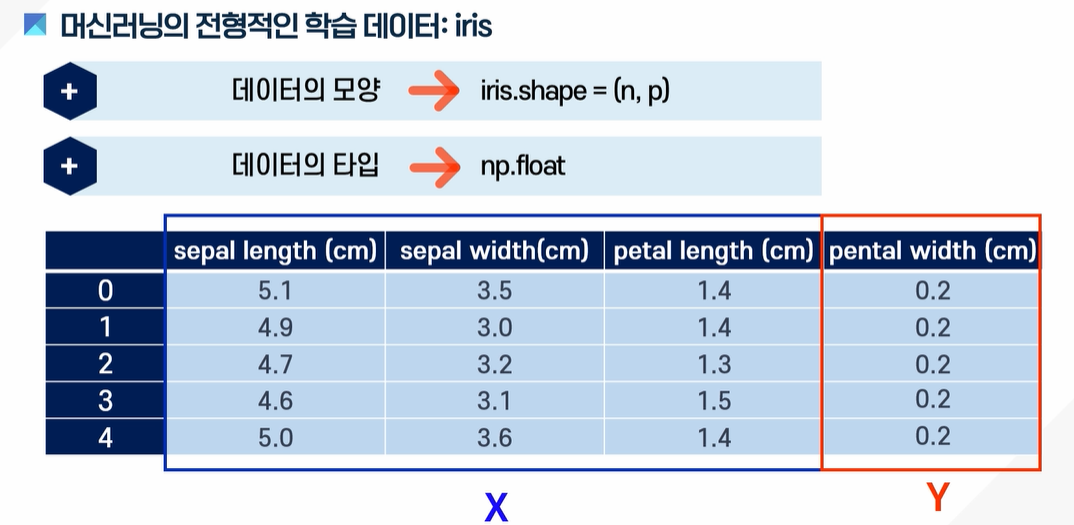 머신러닝의 전형적인 학습 데이터: iris
+ 데이터의 모양 → iris.shape = (n, p)
+ 데이터의 타입 → np.float
sepal length (cm) sepal width(cm) petal length (cm) pental width (cm)
0 5.1 3.5 1.4 0.2
1 4.9 3.0 1.4 0.2
2 4.7 3.2 1.3 0.2
3 4.6 3.1 1.5 0.2
4 5.0 3.6 1.4 0.2
X Y